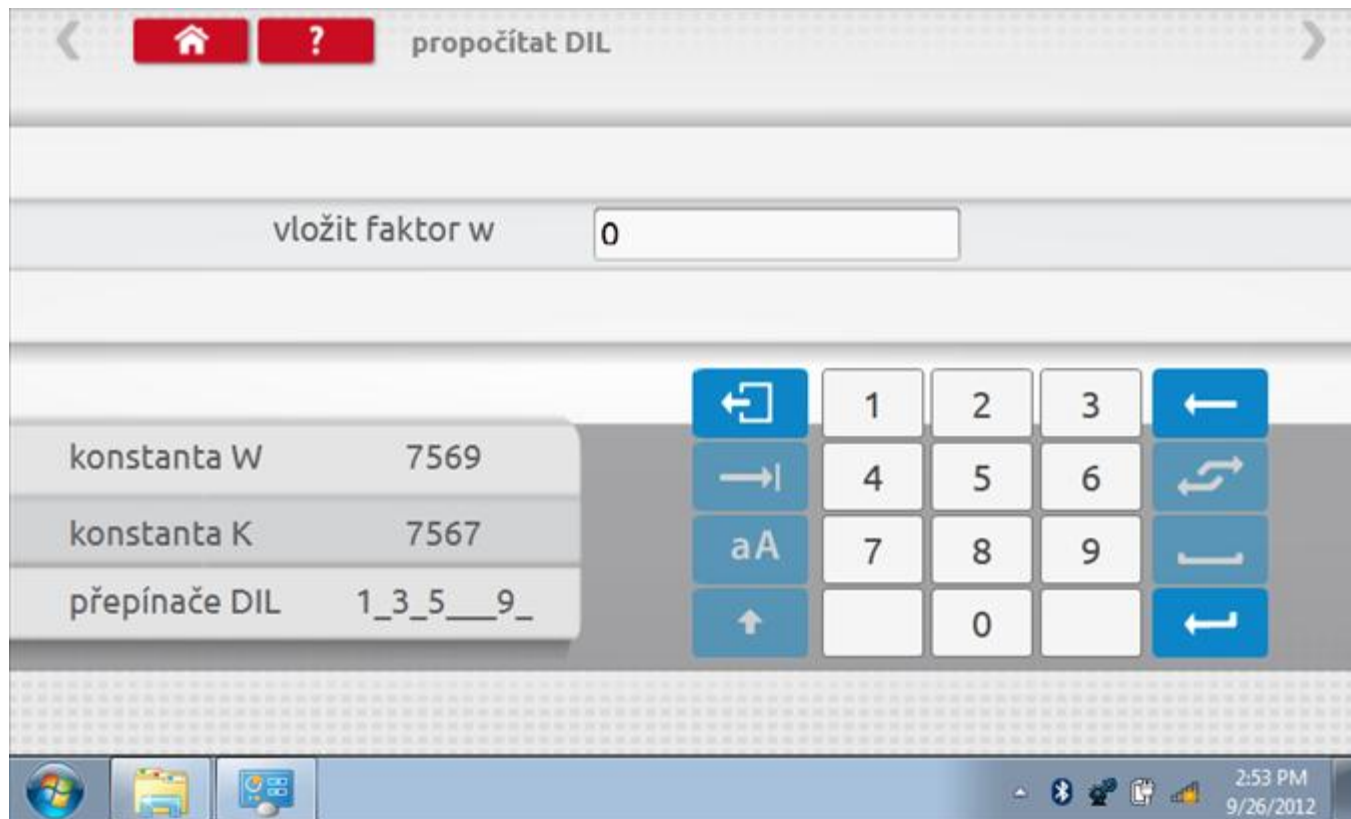 ? propočítat DIL
vložit faktor w 0
1 2 3
konstanta W 7569
4 5 6
konstanta K 7567
aA 7 8 9
přepínače DIL 1_3_5___9_
0
2:53 PM
9/26/2012